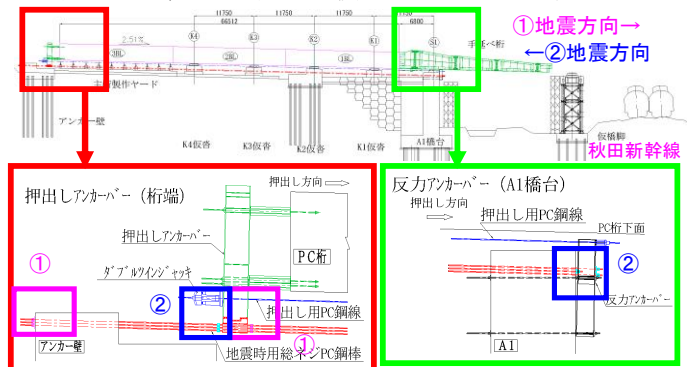 11750 11750 11750 11750
66512 6800
2.51%
K4 K3 K2 K1 S1
3BL 2BL 1BL
手延べ桁
①地震方向→
←②地震方向
主桁製作ヤード
アンカー壁
K4仮沓 K3仮沓 K2仮沓 K1仮沓 A1橋台
仮橋脚
秋田新幹線
押出しアンカーバー(桁端)
押出し方向
押出しアンカーバー
PC桁
①
ダブルツインジャッキ
②
押出し用PC鋼線
①
アンカー壁
地震時用総ネジPC鋼棒
反力アンカーバー(A1橋台)
押出し方向
押出し用PC鋼線
PC桁下面
②
反力アンカーバー
A1